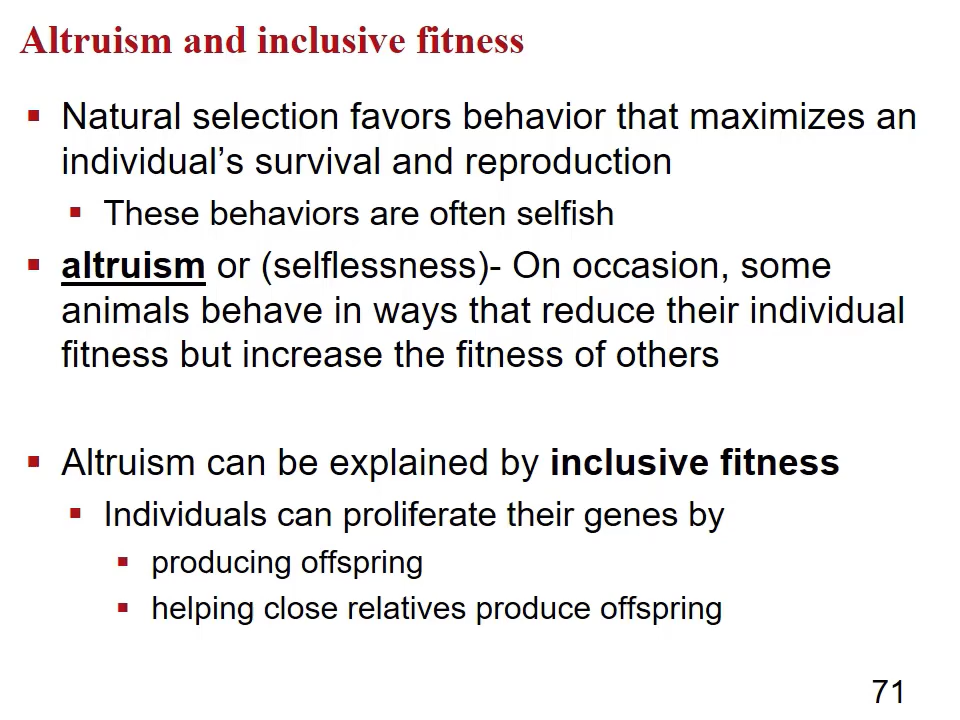 Altruism and inclusive fitness
▪ Natural selection favors behavior that maximizes an
individual’s survival and reproduction
▪ These behaviors are often selfish
▪ altruism or (selflessness)- On occasion, some
animals behave in ways that reduce their individual
fitness but increase the fitness of others
▪ Altruism can be explained by inclusive fitness
▪ Individuals can proliferate their genes by
▪ producing offspring
▪ helping close relatives produce offspring
71